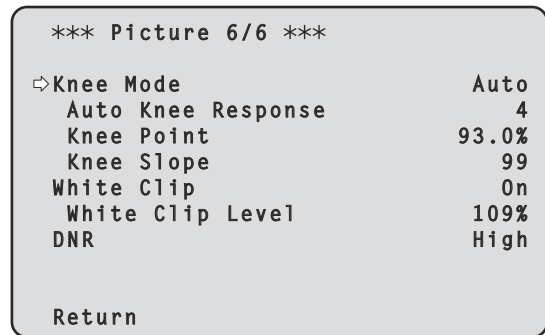 *** Picture 6/6 ***
⇨Knee Mode Auto
Auto Knee Response 4
Knee Point 93.0%
Knee Slope 99
White Clip On
White Clip Level 109%
DNR High
Return